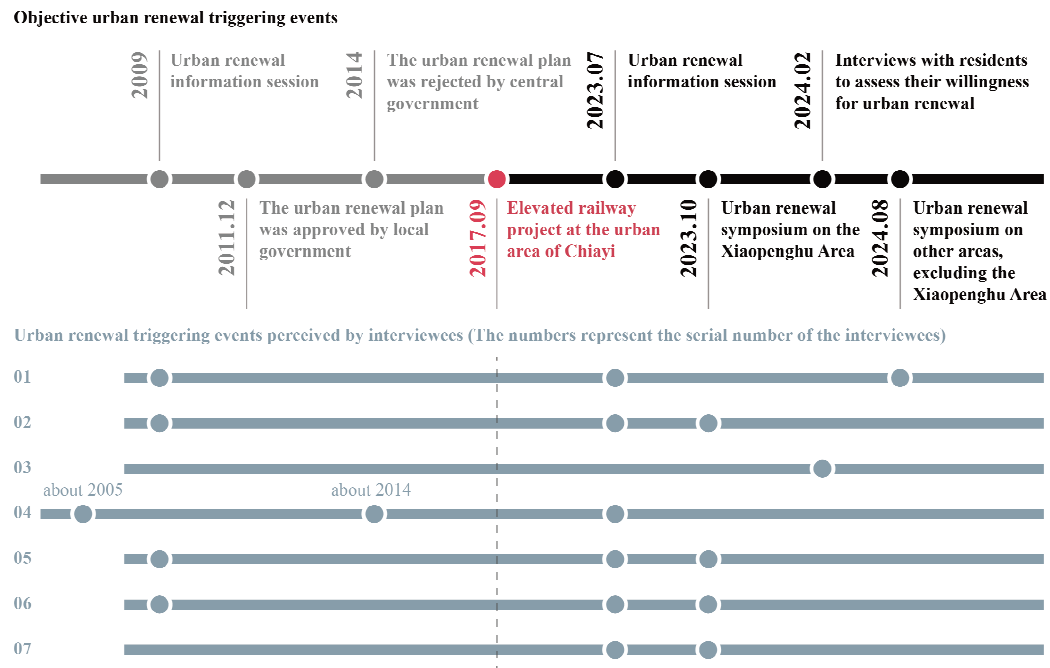 Objective urban renewal triggering events
2009
Urban renewal
information session
2014
The urban renewal plan
was rejected by central
government
2023.07
Urban renewal
information session
2024.02
Interviews with residents
to assess their willingness
for urban renewal
2011.12
The urban renewal plan
was approved by local
government
2017.09
Elevated railway
project at the urban
area of Chiayi
2023.10
Urban renewal
symposium on the
Xiaopenghu Area
2024.08
Urban renewal
symposium on
other areas,
excluding the
Xiaopenghu Area
Urban renewal triggering events perceived by interviewees (The numbers represent the serial number of the interviewees)
01
02
03
about 2005
about 2014
04
05
06
07